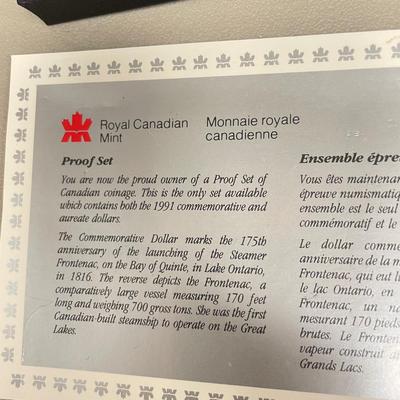 Royal Canadian
Mint
Monnaie royale
canadienne
Proof Set
You are now the proud owner of a Proof Set of
Canadian coinage. This is the only set available
which contains both the 1991 commemorative and
aureate dollars.
The Commemorative Dollar marks the 175th
anniversary of the launching of the Steamer
Frontenac, on the Bay of Quinte, in Lake Ontario,
in 1816. The reverse depicts the Frontenac, a
comparatively large vessel measuring 170 feet
long and weighing 700 gross tons. She was the first
Canadian-built steamship to operate on the Great
Lakes.
Ensemble épre
Vous êtes maintenan
épreuve numismatiq
ensemble est le seul
commémoratif et le
Le dollar comme
anniversaire de la m
Frontenac, qui eut li
le lac Ontario, en
Frontenac, un na
mesurant 170 pieds
brutes. Le Fronten
vapeur construit a
Grands Lacs.